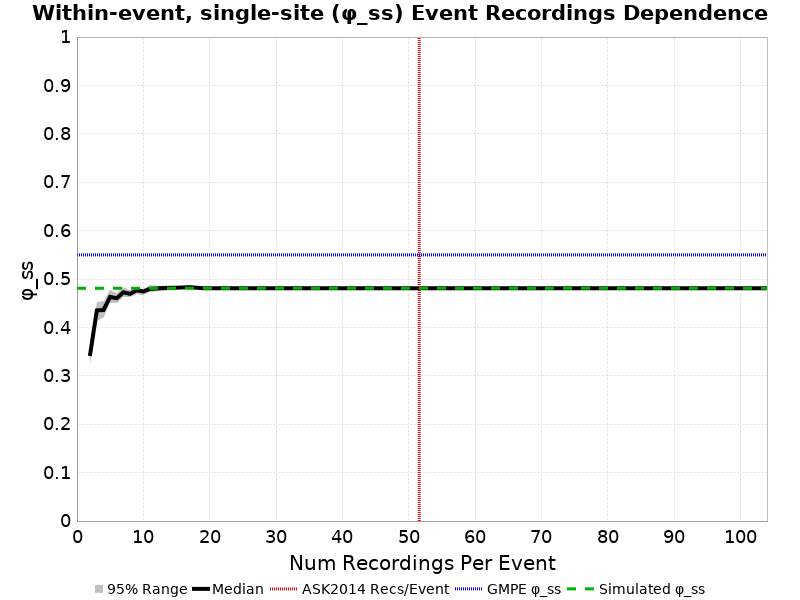 Within-event, single-site (φ_ss) Event Recordings Dependence
1
0.9
0.8
0.7
0.6
0.5
0.4
0.3
0.2
0.1
0
φ_ss
0 10 20 30 40 50 60 70 80 90 100
Num Recordings Per Event
95% Range Median ASK2014 Recs/Event GMPE φ_ss Simulated φ_ss